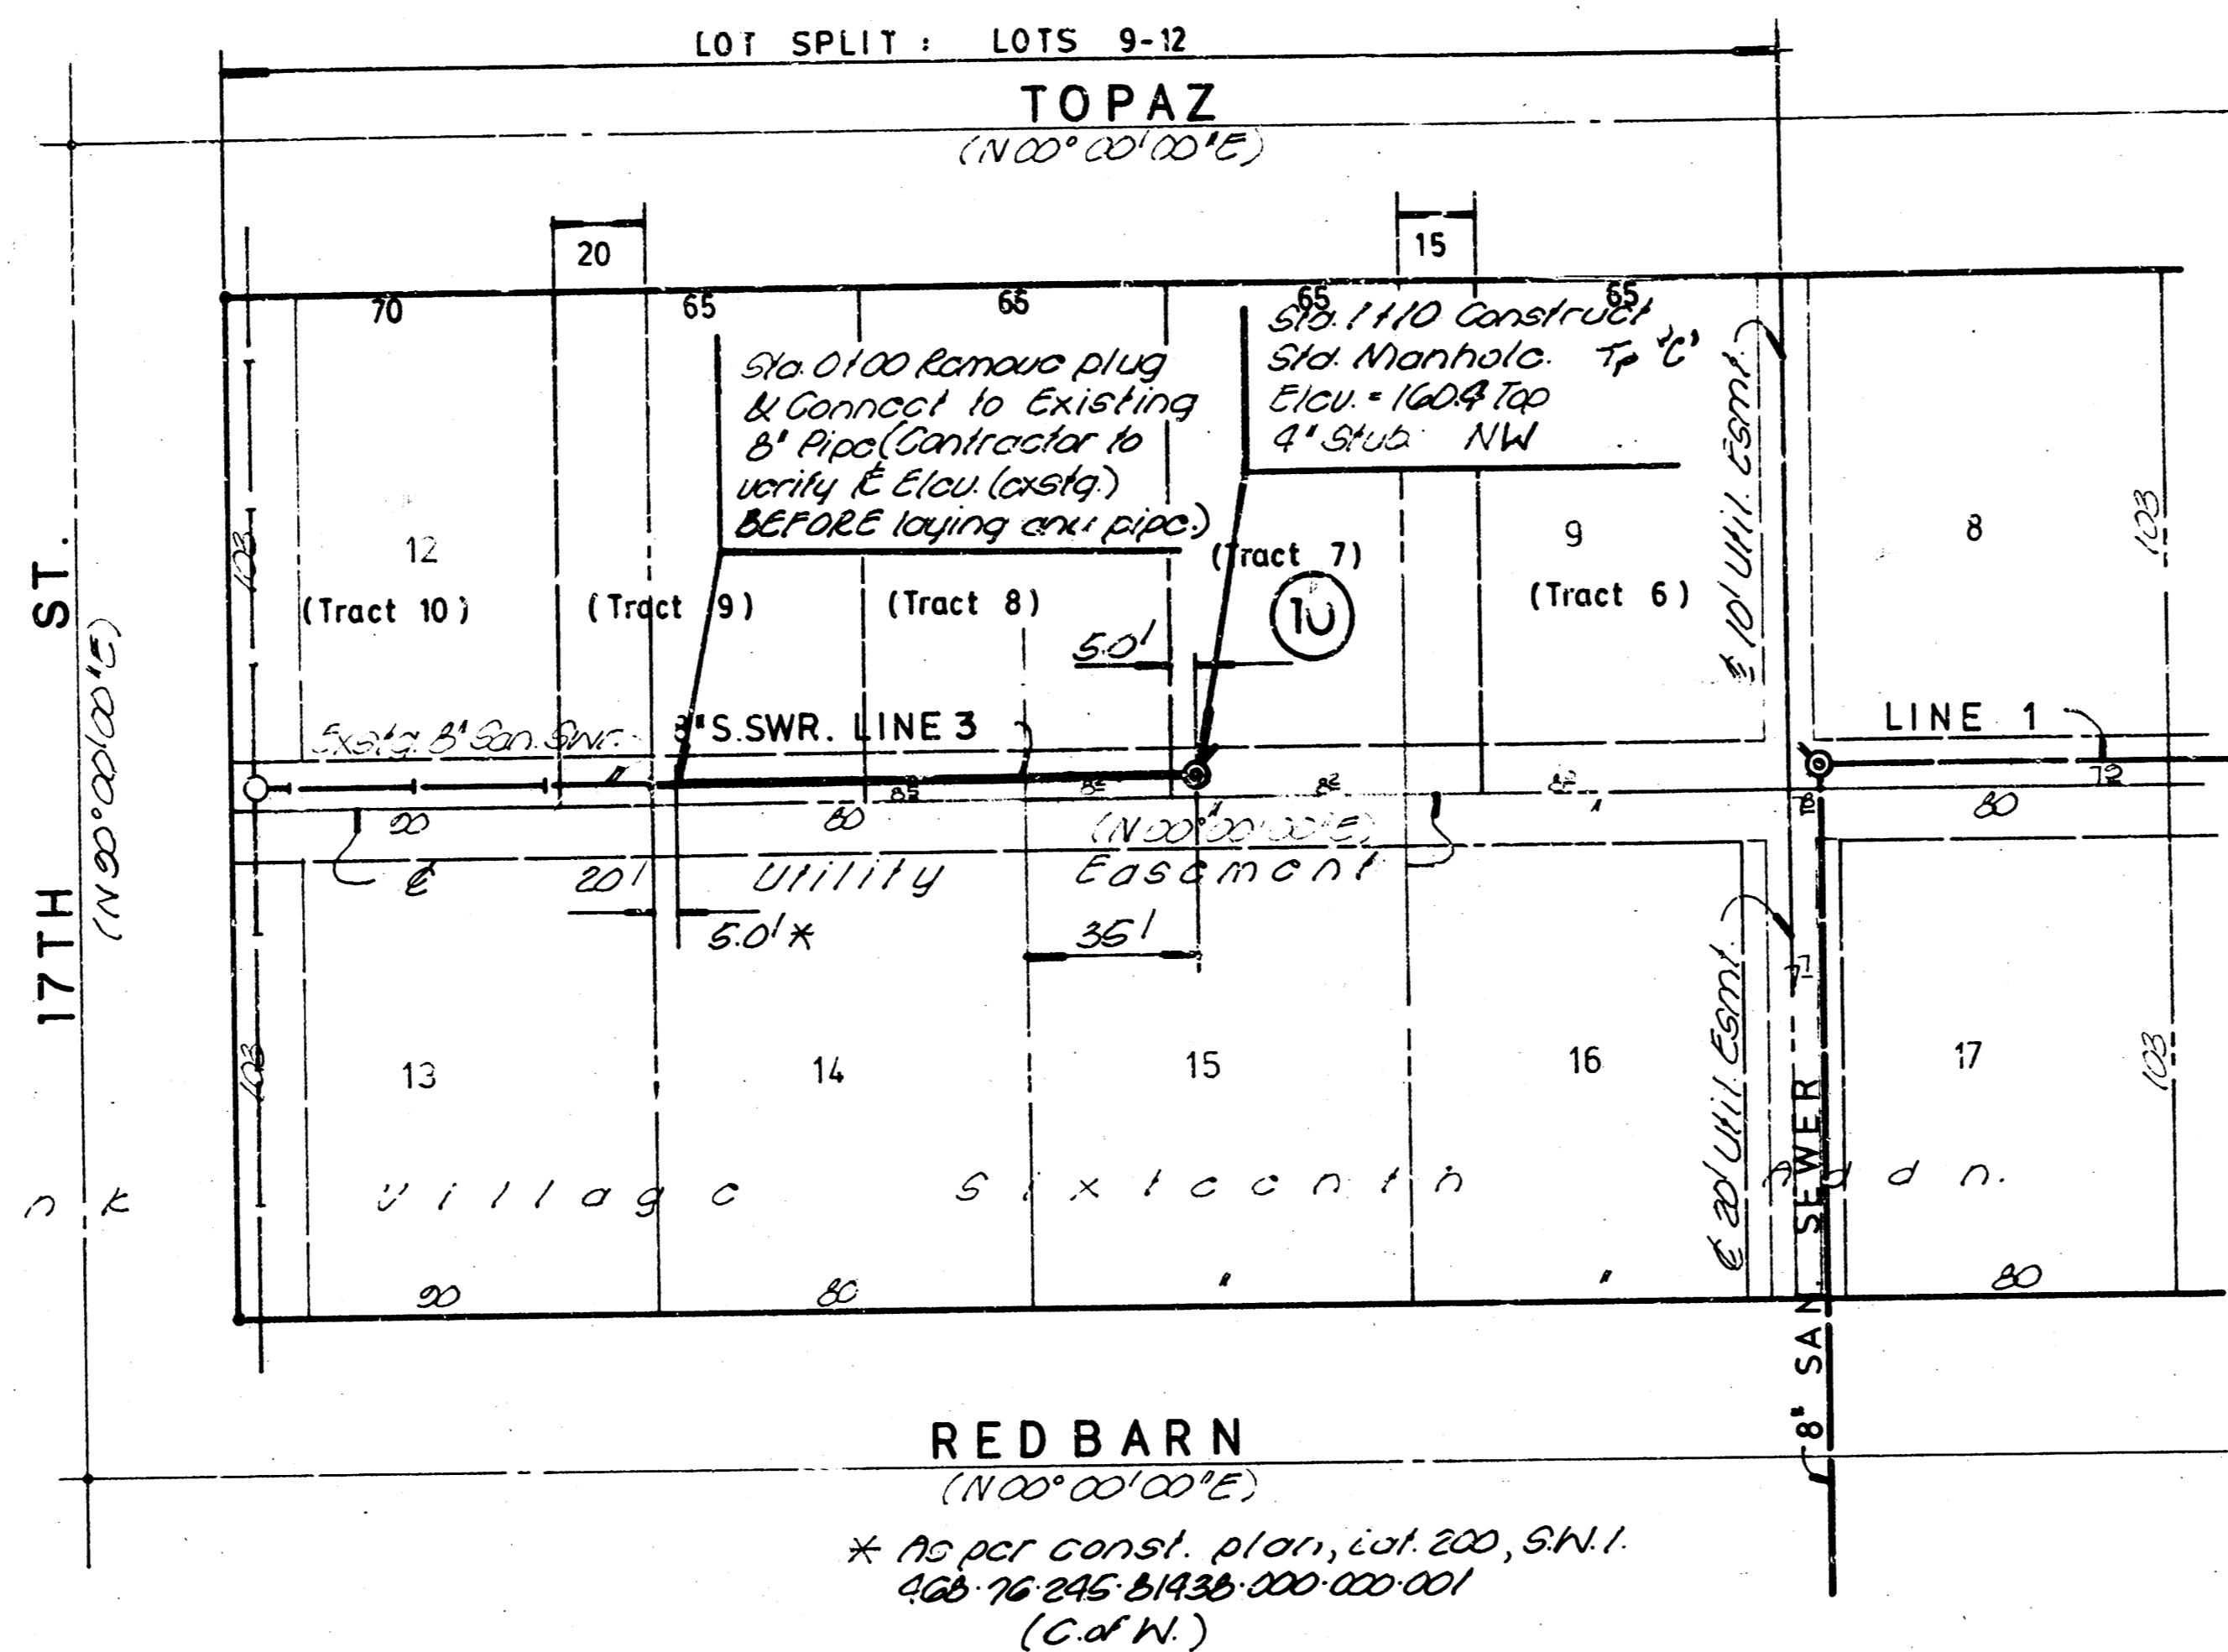 LOT SPLIT : LOTS 9-12
TOPAZ
(N00°00'00"E)
20
15
70
65
65
65
65
Sta. 0+00 Remove plug
& Connect to Existing
8" Pipe (Contractor to
verify ℄ Elev. (exstg.)
BEFORE laying any pipe.)
Sta. 1+10 Construct
Std. Manhole. Tp "C"
Elev. = 160.4 Top
4" Stub NW
℄ 10' Util. Esmt.
103
12
(Tract 10)
(Tract 9)
(Tract 8)
(Tract 7)
10
9
(Tract 6)
8
103
17TH ST.
(N90°00'00"E)
5.0'
Exstg. 8" San. Swr.
8" S. SWR. LINE 3
LINE 1
90
80
(N00°00'00"E)
"
80
℄
20' Utility Easement
5.0' *
35'
103
13
14
15
16
17
103
℄ 20' Util. Esmt.
8" SAN. SEWER
n k Village Sixteenth Addn.
90
80
"
"
80
REDBARN
(N00°00'00"E)
* As per const. plan, Lat. 200, S.W.I.
468-76-245-81438-000-000-001
(C. of W.)